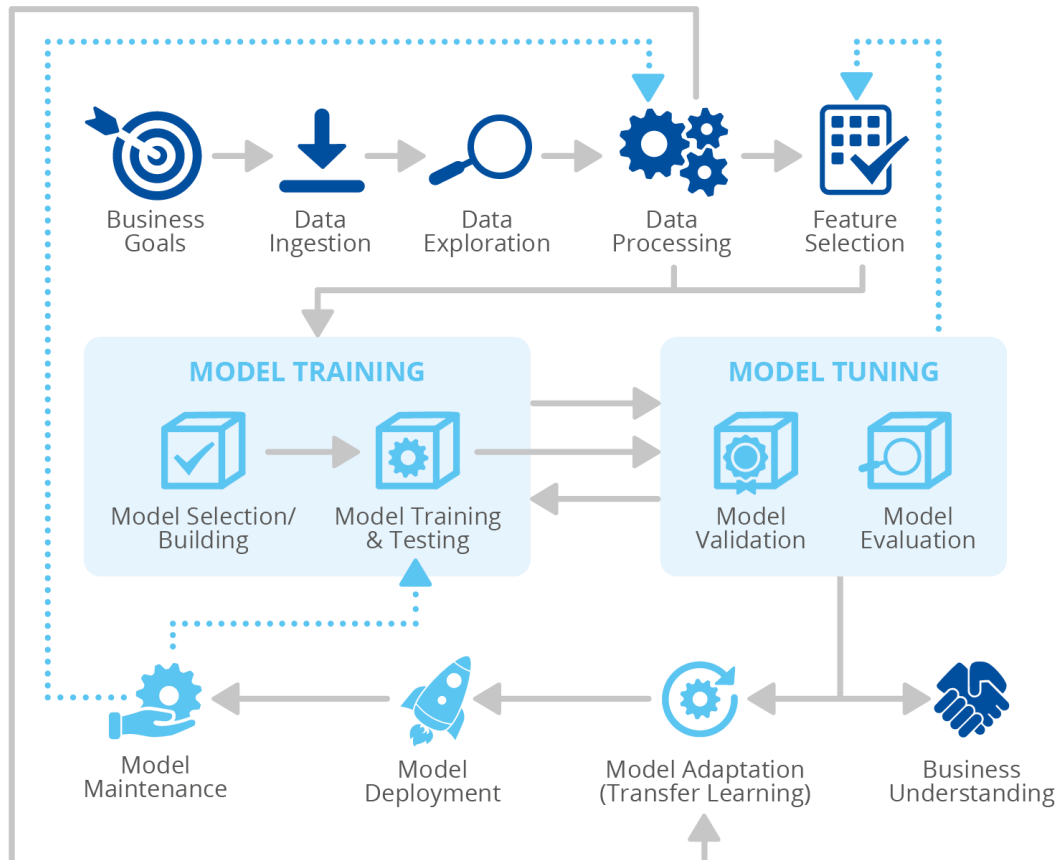 Business
Goals
Data
Ingestion
Data
Exploration
Data
Processing
Feature
Selection
MODEL TRAINING
Model Selection/
Building
Model Training
& Testing
MODEL TUNING
Model
Validation
Model
Evaluation
Model
Maintenance
Model
Deployment
Model Adaptation
(Transfer Learning)
Business
Understanding